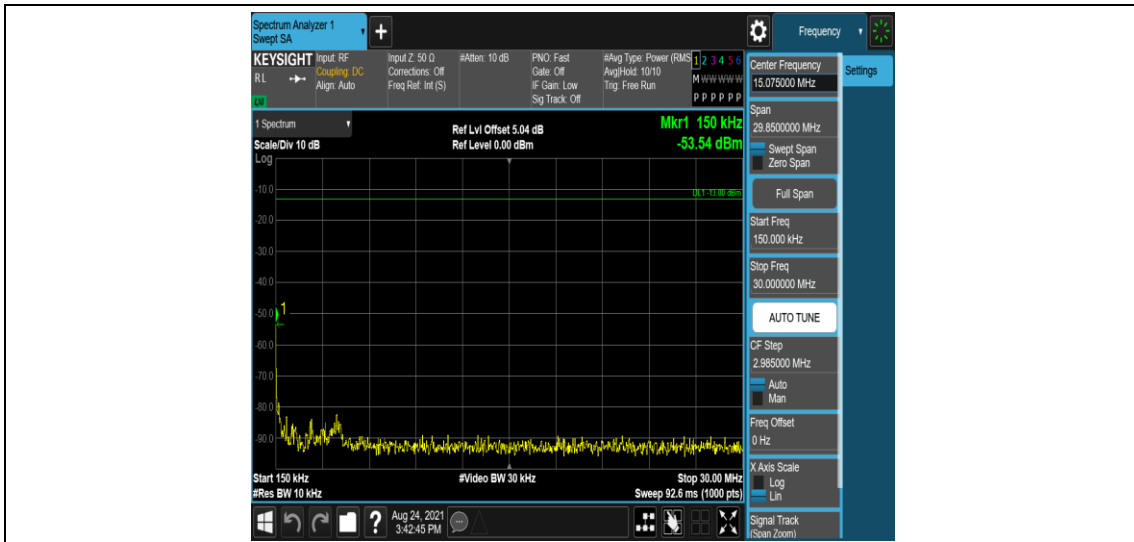 Spectrum Analyzer 1
Swept SA
+
Frequency
KEYSIGHT
RL
LXI
Input: RF
Coupling: DC
Align: Auto
Input Z: 50 Ω
Corrections: Off
Freq Ref: Int (S)
#Atten: 10 dB
PNO: Fast
Gate: Off
IF Gain: Low
Sig Track: Off
#Avg Type: Power (RMS
Avg|Hold: 10/10
Trig: Free Run
1 2 3 4 5 6
M W W W W W
P P P P P P
1 Spectrum
Scale/Div 10 dB
Log
Ref Lvl Offset 5.04 dB
Ref Level 0.00 dBm
Mkr1 150 kHz
-53.54 dBm
DL1 -13.00 dBm
-10.0
-20.0
-30.0
-40.0
-50.0
1
-60.0
-70.0
-80.0
-90.0
Start 150 kHz
#Res BW 10 kHz
#Video BW 30 kHz
Stop 30.00 MHz
Sweep 92.6 ms (1000 pts)
Aug 24, 2021
3:42:45 PM
?
Settings
Center Frequency
15.075000 MHz
Span
29.8500000 MHz
Swept Span
Zero Span
Full Span
Start Freq
150.000 kHz
Stop Freq
30.000000 MHz
AUTO TUNE
CF Step
2.985000 MHz
Auto
Man
Freq Offset
0 Hz
X Axis Scale
Log
Lin
Signal Track
(Span Zoom)